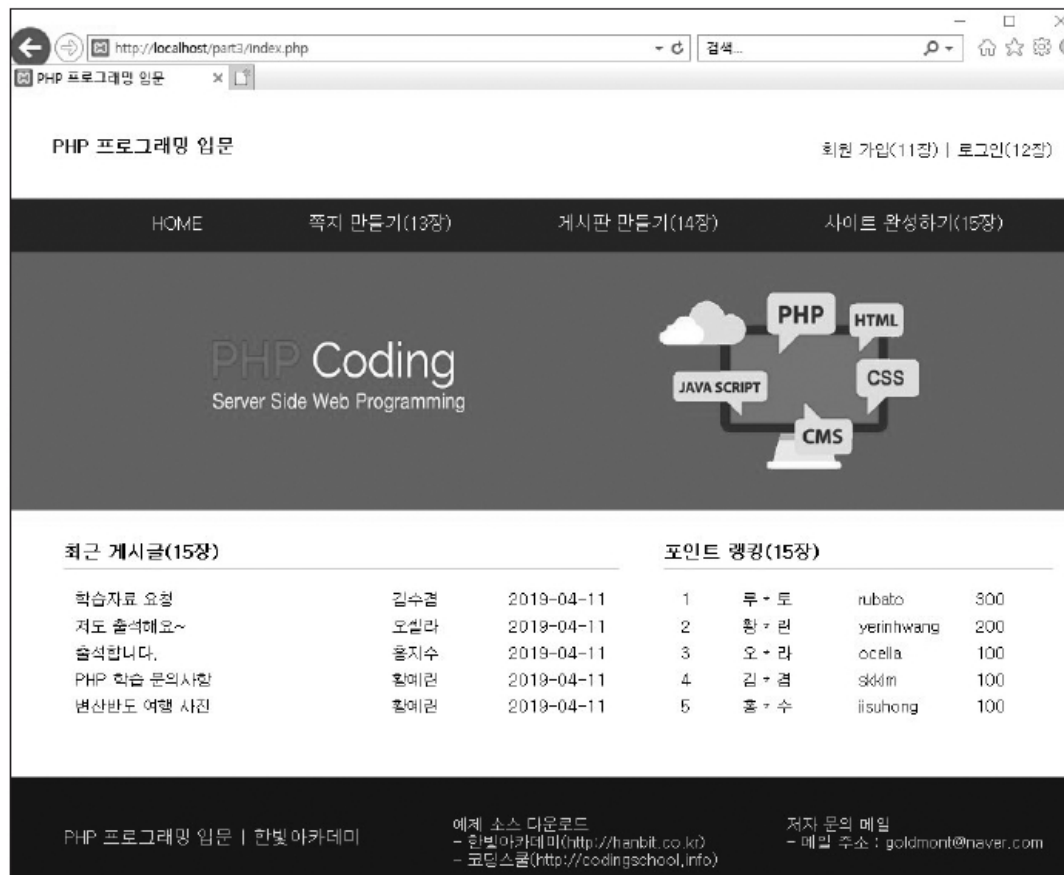 http://localhost/part3/index.php
검색...
PHP 프로그래밍 입문
PHP 프로그래밍 입문
회원 가입(11장) | 로그인(12장)
HOME 쪽지 만들기(13장) 게시판 만들기(14장) 사이트 완성하기(15장)
PHP Coding
Server Side Web Programming
PHP
HTML
JAVA SCRIPT
CSS
CMS
최근 게시글(15장)
학습자료 요청 김수겸 2019-04-11
저도 출석해요~ 오셀라 2019-04-11
출석합니다. 홍지수 2019-04-11
PHP 학습 문의사항 황예린 2019-04-11
변산반도 여행 사진 황예린 2019-04-11
포인트 랭킹(15장)
1 루 * 토 rubato 300
2 황 * 린 yerinhwang 200
3 오 * 라 ocella 100
4 김 * 겸 skkim 100
5 홍 * 수 jisuhong 100
PHP 프로그래밍 입문 | 한빛아카데미
예제 소스 다운로드
- 한빛아카데미(http://hanbit.co.kr)
- 코딩스쿨(http://codingschool.info)
저자 문의 메일
- 메일 주소 : goldmont@naver.com